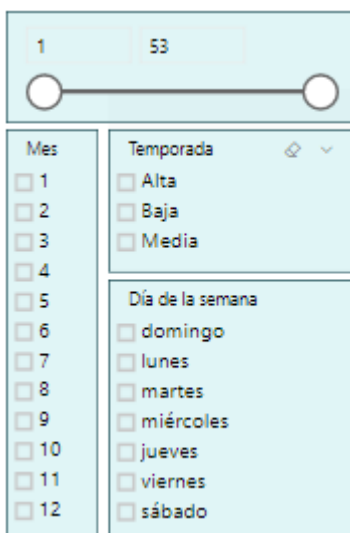 1 53
Mes
1
2
3
4
5
6
7
8
9
10
11
12
Temporada
Alta
Baja
Media
Día de la semana
domingo
lunes
martes
miércoles
jueves
viernes
sábado